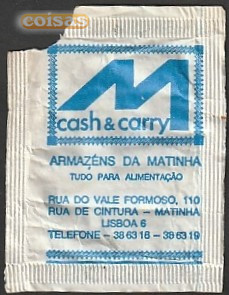 coisas
M
cash & carry
ARMAZÉNS DA MATINHA
TUDO PARA ALIMENTAÇÃO
RUA DO VALE FORMOSO, 110
RUA DE CINTURA - MATINHA
LISBOA 6
TELEFONE - 38 63 18 - 38 63 19